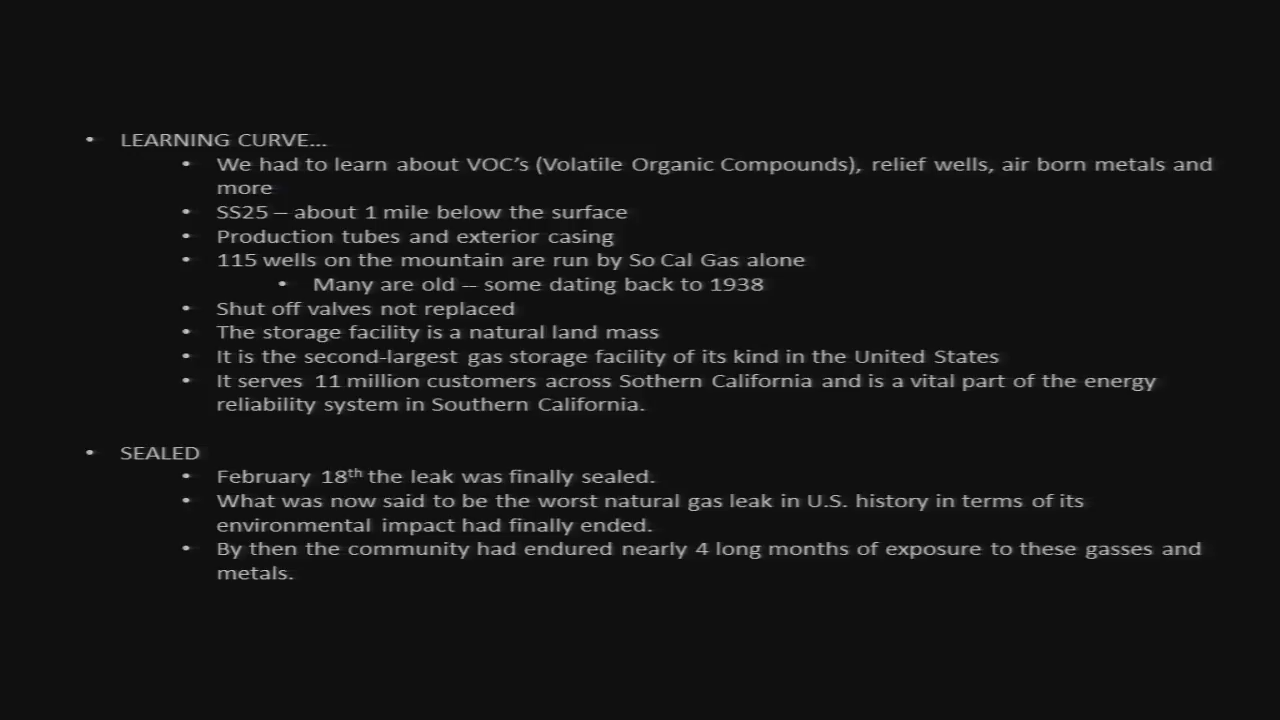 • LEARNING CURVE...
• We had to learn about VOC's (Volatile Organic Compounds), relief wells, air born metals and
more
• SS25 – about 1 mile below the surface
• Production tubes and exterior casing
• 115 wells on the mountain are run by So Cal Gas alone
• Many are old – some dating back to 1938
• Shut off valves not replaced
• The storage facility is a natural land mass
• It is the second-largest gas storage facility of its kind in the United States
• It serves 11 million customers across Sothern California and is a vital part of the energy
reliability system in Southern California.
• SEALED
• February 18th the leak was finally sealed.
• What was now said to be the worst natural gas leak in U.S. history in terms of its
environmental impact had finally ended.
• By then the community had endured nearly 4 long months of exposure to these gasses and
metals.